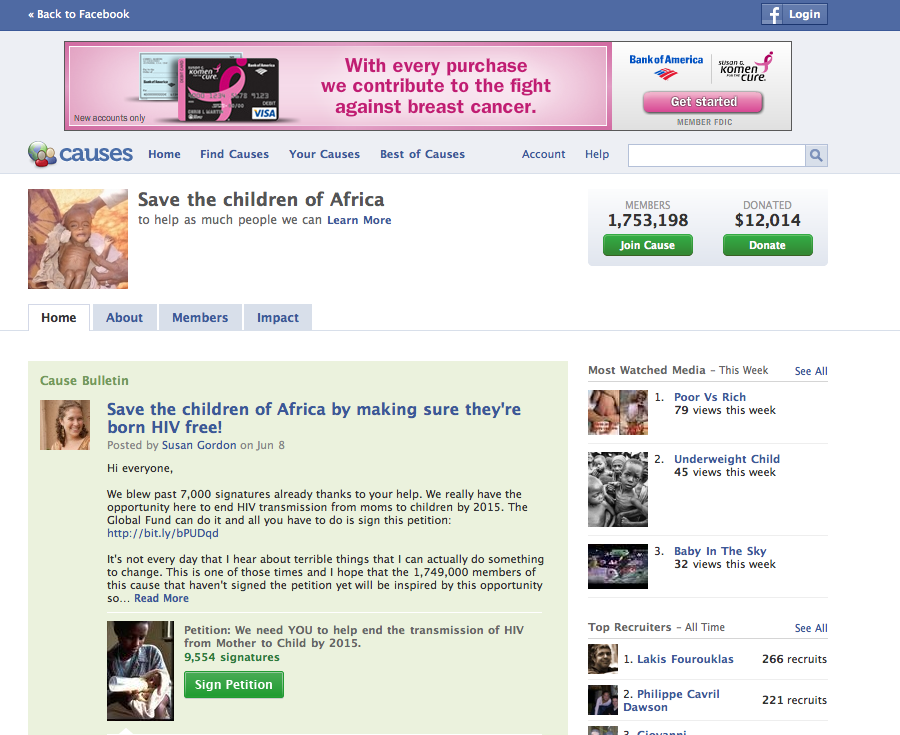 « Back to Facebook
Login
With every purchase
we contribute to the fight
against breast cancer.
New accounts only
Bank of America
susan g.
komen
FOR THE
cure.
DEBIT
VISA
Bank of America
susan g.
komen
FOR THE
cure.
Get started
MEMBER FDIC
causes
Home
Find Causes
Your Causes
Best of Causes
Account
Help
Save the children of Africa
to help as much people we can Learn More
MEMBERS
1,753,198
Join Cause
DONATED
$12,014
Donate
Home
About
Members
Impact
Cause Bulletin
Save the children of Africa by making sure they're
born HIV free!
Posted by Susan Gordon on Jun 8
Hi everyone,
We blew past 7,000 signatures already thanks to your help. We really have the
opportunity here to end HIV transmission from moms to children by 2015. The
Global Fund can do it and all you have to do is sign this petition:
http://bit.ly/bPUDqd
It's not every day that I hear about terrible things that I can actually do something
to change. This is one of those times and I hope that the 1,749,000 members of
this cause that haven't signed the petition yet will be inspired by this opportunity
so... Read More
Petition: We need YOU to help end the transmission of HIV
from Mother to Child by 2015.
9,554 signatures
Sign Petition
Most Watched Media – This Week
See All
1. Poor Vs Rich
79 views this week
2. Underweight Child
45 views this week
3. Baby In The Sky
32 views this week
Top Recruiters – All Time
See All
1. Lakis Fourouklas
266 recruits
2. Philippe Cavril
Dawson
221 recruits
3. Giovanni